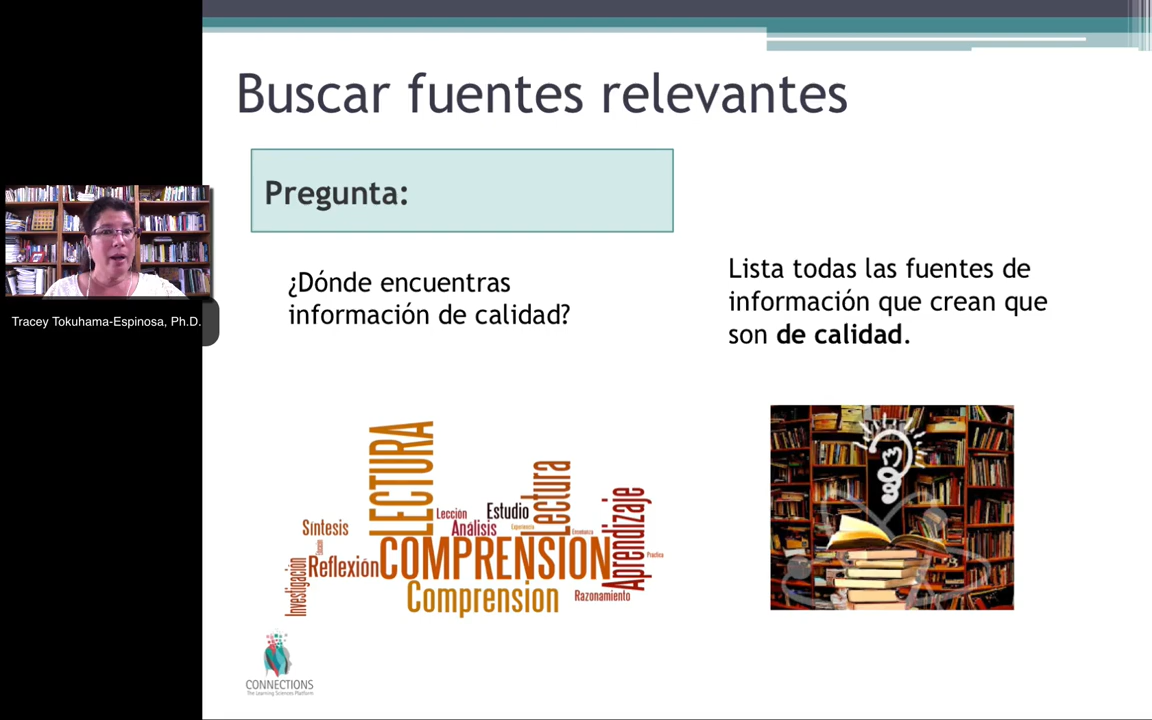 Buscar fuentes relevantes
Pregunta:
¿Dónde encuentras
información de calidad?
Lista todas las fuentes de
información que crean que
son de calidad.
Tracey Tokuhama-Espinosa, Ph.D.
LECTURA
Lectura
Lección
Estudio
Síntesis
Análisis
Experiencia
Aprendizaje
Investigación
Reflexión
COMPRENSION
Practica
Comprension
Razonamiento
CONNECTIONS
The Learning Sciences Platform